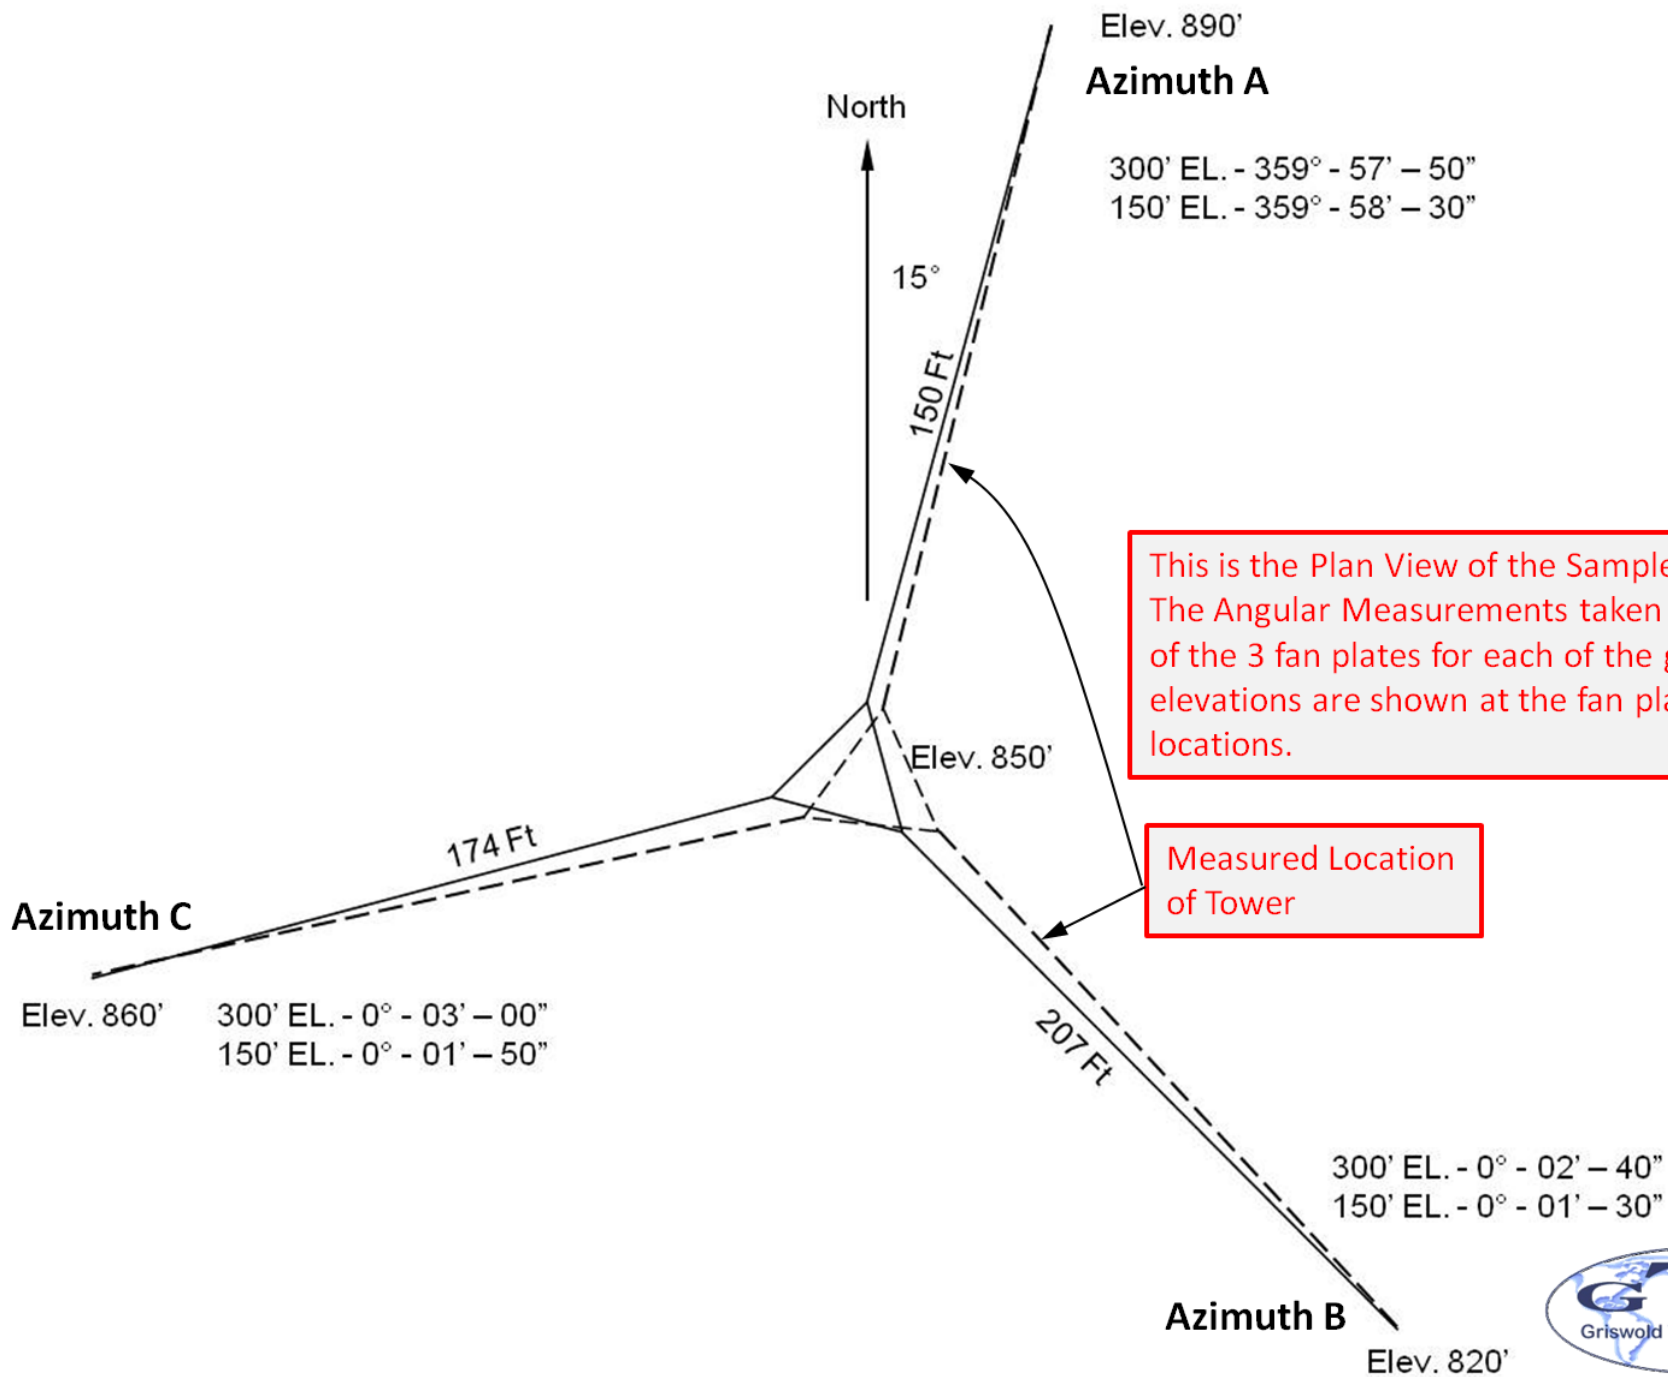 Elev. 890’
Azimuth A
North
300’ EL. - 359° - 57’ – 50”
150’ EL. - 359° - 58’ – 30”
15°
150 Ft
This is the Plan View of the Sample
The Angular Measurements taken
of the 3 fan plates for each of the
elevations are shown at the fan
locations.
Elev. 850’
174 Ft
Measured Location
of Tower
Azimuth C
Elev. 860’
300’ EL. - 0° - 03’ – 00”
150’ EL. - 0° - 01’ – 50”
207 Ft
300’ EL. - 0° - 02’ – 40”
150’ EL. - 0° - 01’ – 30”
Azimuth B
Elev. 820’
G
Griswold